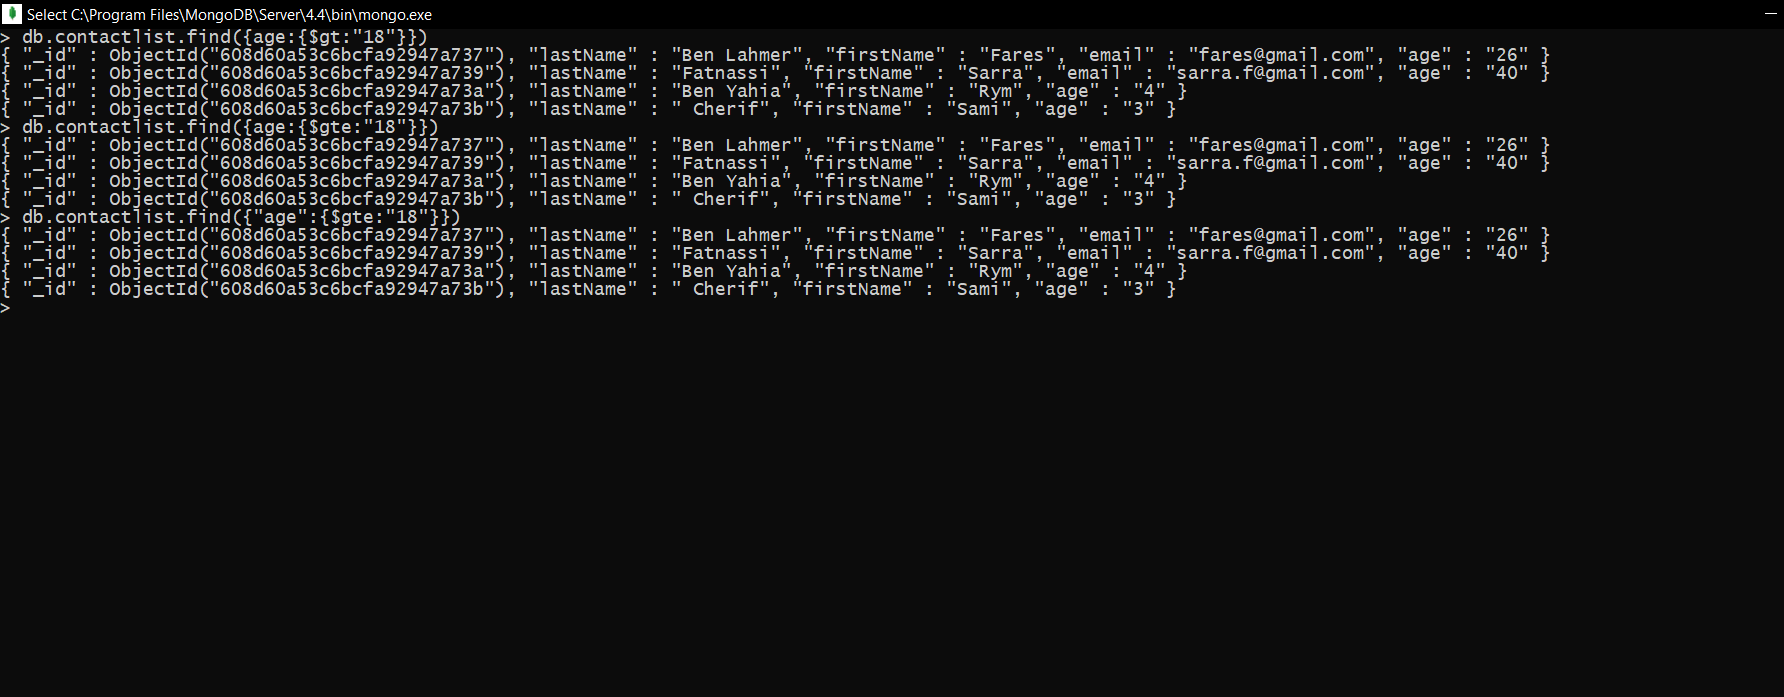 Select C:\Program Files\MongoDB\Server\4.4\bin\mongo.exe
> db.contactlist.find({age:{$gt:"18"}})
{ "_id" : ObjectId("608d60a53c6bcfa92947a737"), "lastName" : "Ben Lahmer", "firstName" : "Fares", "email" : "fares@gmail.com", "age" : "26" }
{ "_id" : ObjectId("608d60a53c6bcfa92947a739"), "lastName" : "Fatnassi", "firstName" : "Sarra", "email" : "sarra.f@gmail.com", "age" : "40" }
{ "_id" : ObjectId("608d60a53c6bcfa92947a73a"), "lastName" : "Ben Yahia", "firstName" : "Rym", "age" : "4" }
{ "_id" : ObjectId("608d60a53c6bcfa92947a73b"), "lastName" : " Cherif", "firstName" : "Sami", "age" : "3" }
> db.contactlist.find({age:{$gte:"18"}})
{ "_id" : ObjectId("608d60a53c6bcfa92947a737"), "lastName" : "Ben Lahmer", "firstName" : "Fares", "email" : "fares@gmail.com", "age" : "26" }
{ "_id" : ObjectId("608d60a53c6bcfa92947a739"), "lastName" : "Fatnassi", "firstName" : "Sarra", "email" : "sarra.f@gmail.com", "age" : "40" }
{ "_id" : ObjectId("608d60a53c6bcfa92947a73a"), "lastName" : "Ben Yahia", "firstName" : "Rym", "age" : "4" }
{ "_id" : ObjectId("608d60a53c6bcfa92947a73b"), "lastName" : " Cherif", "firstName" : "Sami", "age" : "3" }
> db.contactlist.find({"age":{$gte:"18"}})
{ "_id" : ObjectId("608d60a53c6bcfa92947a737"), "lastName" : "Ben Lahmer", "firstName" : "Fares", "email" : "fares@gmail.com", "age" : "26" }
{ "_id" : ObjectId("608d60a53c6bcfa92947a739"), "lastName" : "Fatnassi", "firstName" : "Sarra", "email" : "sarra.f@gmail.com", "age" : "40" }
{ "_id" : ObjectId("608d60a53c6bcfa92947a73a"), "lastName" : "Ben Yahia", "firstName" : "Rym", "age" : "4" }
{ "_id" : ObjectId("608d60a53c6bcfa92947a73b"), "lastName" : " Cherif", "firstName" : "Sami", "age" : "3" }
>